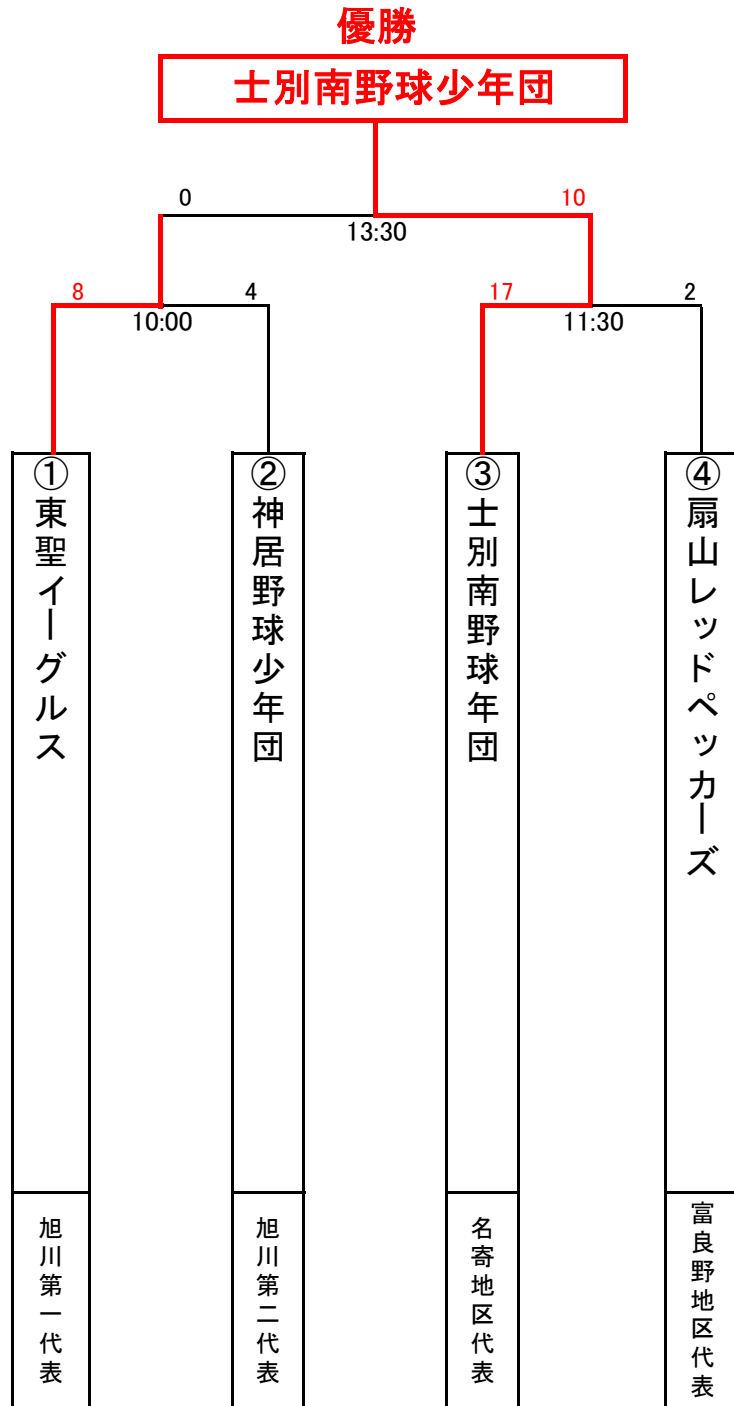 優勝
士別南野球少年団
0
10
13:30
8
4
17
2
10:00
11:30
①東聖イーグルス
②神居野球少年団
③士別南野球年団
④扇山レッドペッカーズ
旭川第一代表
旭川第二代表
名寄地区代表
富良野地区代表